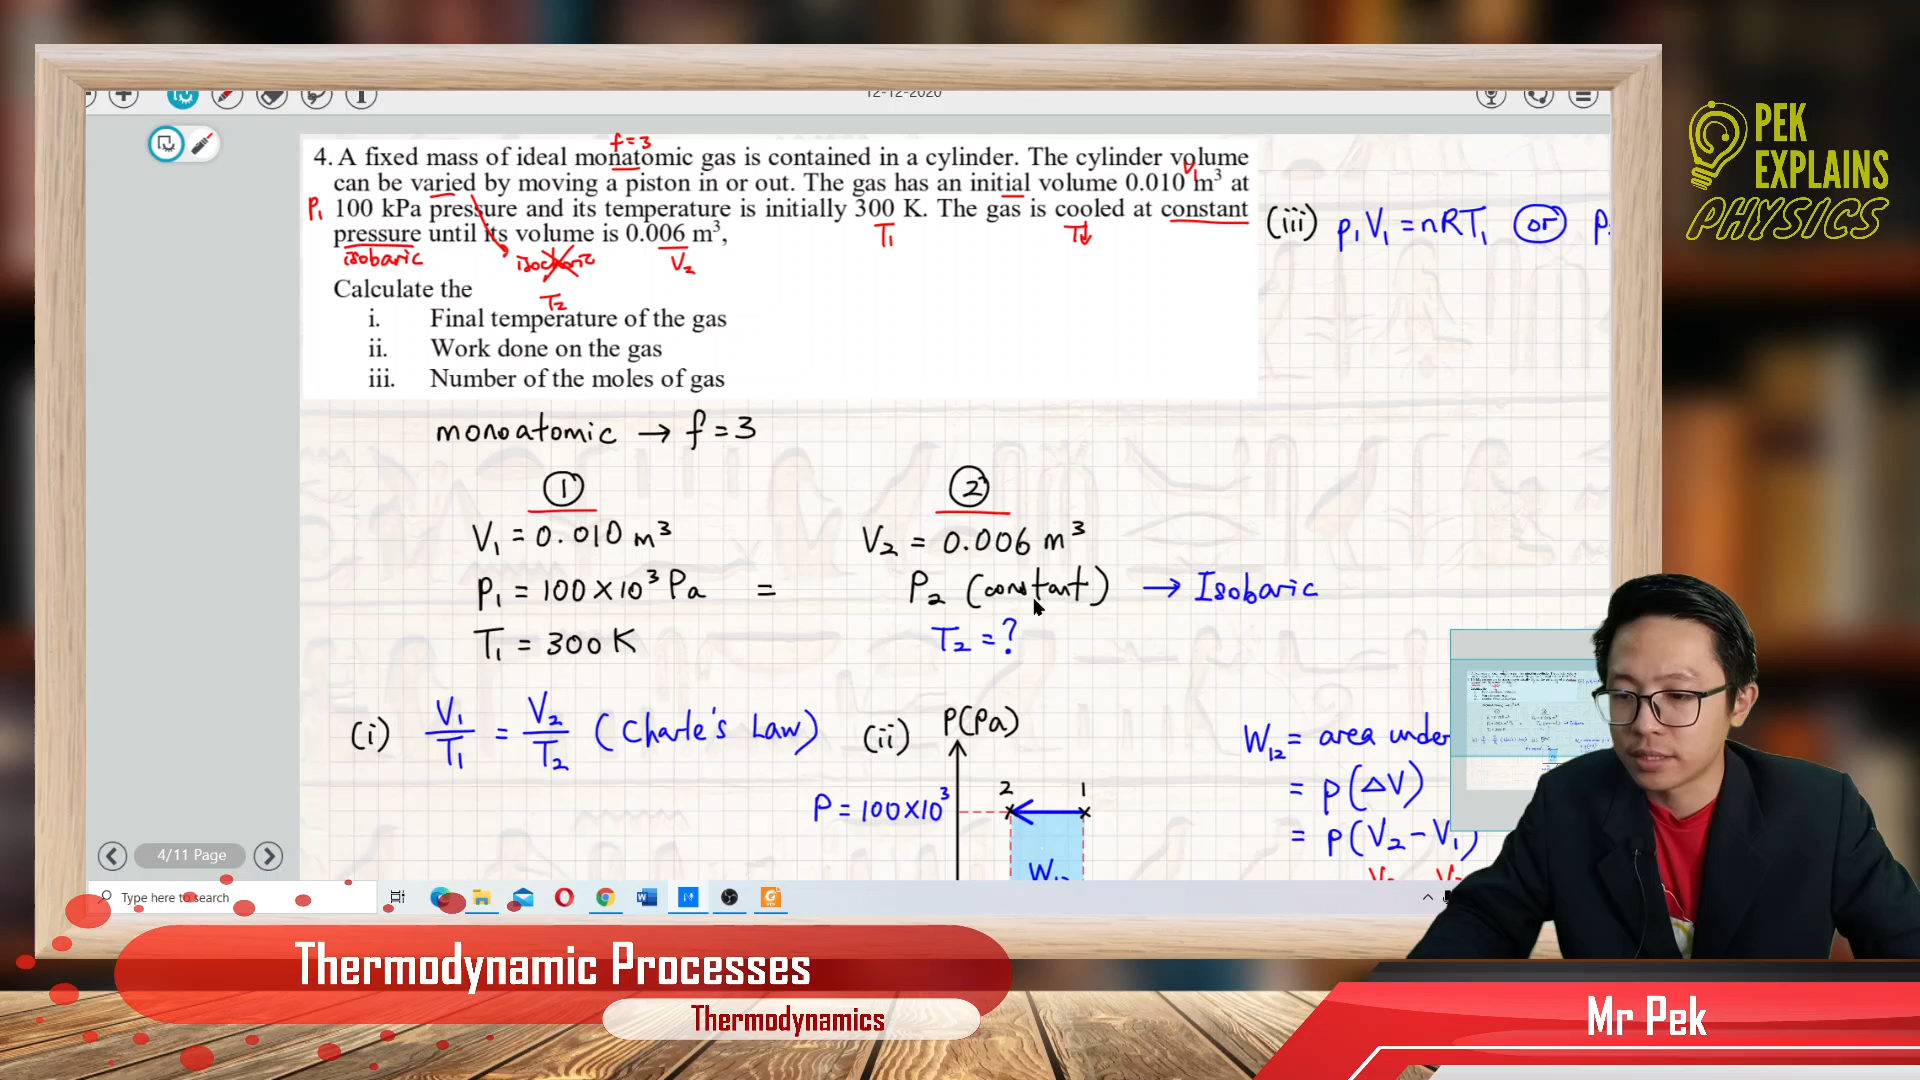 12-12-2020
PEK
EXPLAINS
PHYSICS
f = 3
4. A fixed mass of ideal monatomic gas is contained in a cylinder. The cylinder volume
V₁
can be varied by moving a piston in or out. The gas has an initial volume 0.010 m³ at
P₁ 100 kPa pressure and its temperature is initially 300 K. The gas is cooled at constant
T₁ T↓
pressure until its volume is 0.006 m³,
isobaric isochoric V₂
Calculate the
T₂
i. Final temperature of the gas
ii. Work done on the gas
iii. Number of the moles of gas
(iii) p₁V₁ = nRT₁ (or) p
monoatomic → f = 3
① ②
V₁ = 0.010 m³ V₂ = 0.006 m³
P₁ = 100 × 10³ Pa = P₂ (constant) → Isobaric
T₁ = 300 K T₂ = ?
(i) V₁/T₁ = V₂/T₂ (Charle's Law)
(ii) P(Pa)
P = 100×10³
2 1
W₁₂
W₁₂ = area under
= p(ΔV)
= p(V₂ - V₁)
4/11 Page
Type here to search
Thermodynamic Processes
Thermodynamics
Mr Pek